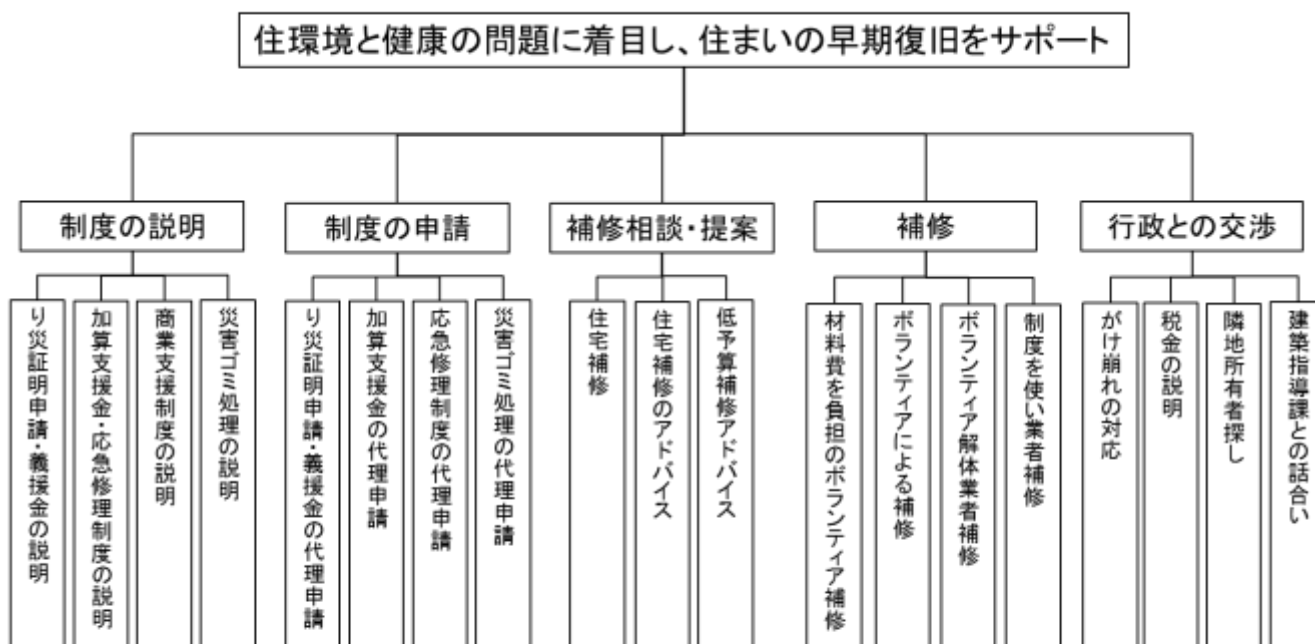 住環境と健康の問題に着目し、住まいの早期復旧をサポート
制度の説明
り災証明申請・義援金の説明
加算支援金・応急修理制度の説明
商業支援制度の説明
災害ゴミ処理の説明
制度の申請
り災証明申請・義援金の代理申請
加算支援金の代理申請
応急修理制度の代理申請
災害ゴミ処理の代理申請
補修相談・提案
住宅補修
住宅補修のアドバイス
低予算補修アドバイス
補修
材料費を負担のボランティア補修
ボランティアによる補修
ボランティア解体業者補修
制度を使い業者補修
行政との交渉
がけ崩れの対応
税金の説明
隣地所有者探し
建築指導課との話合い